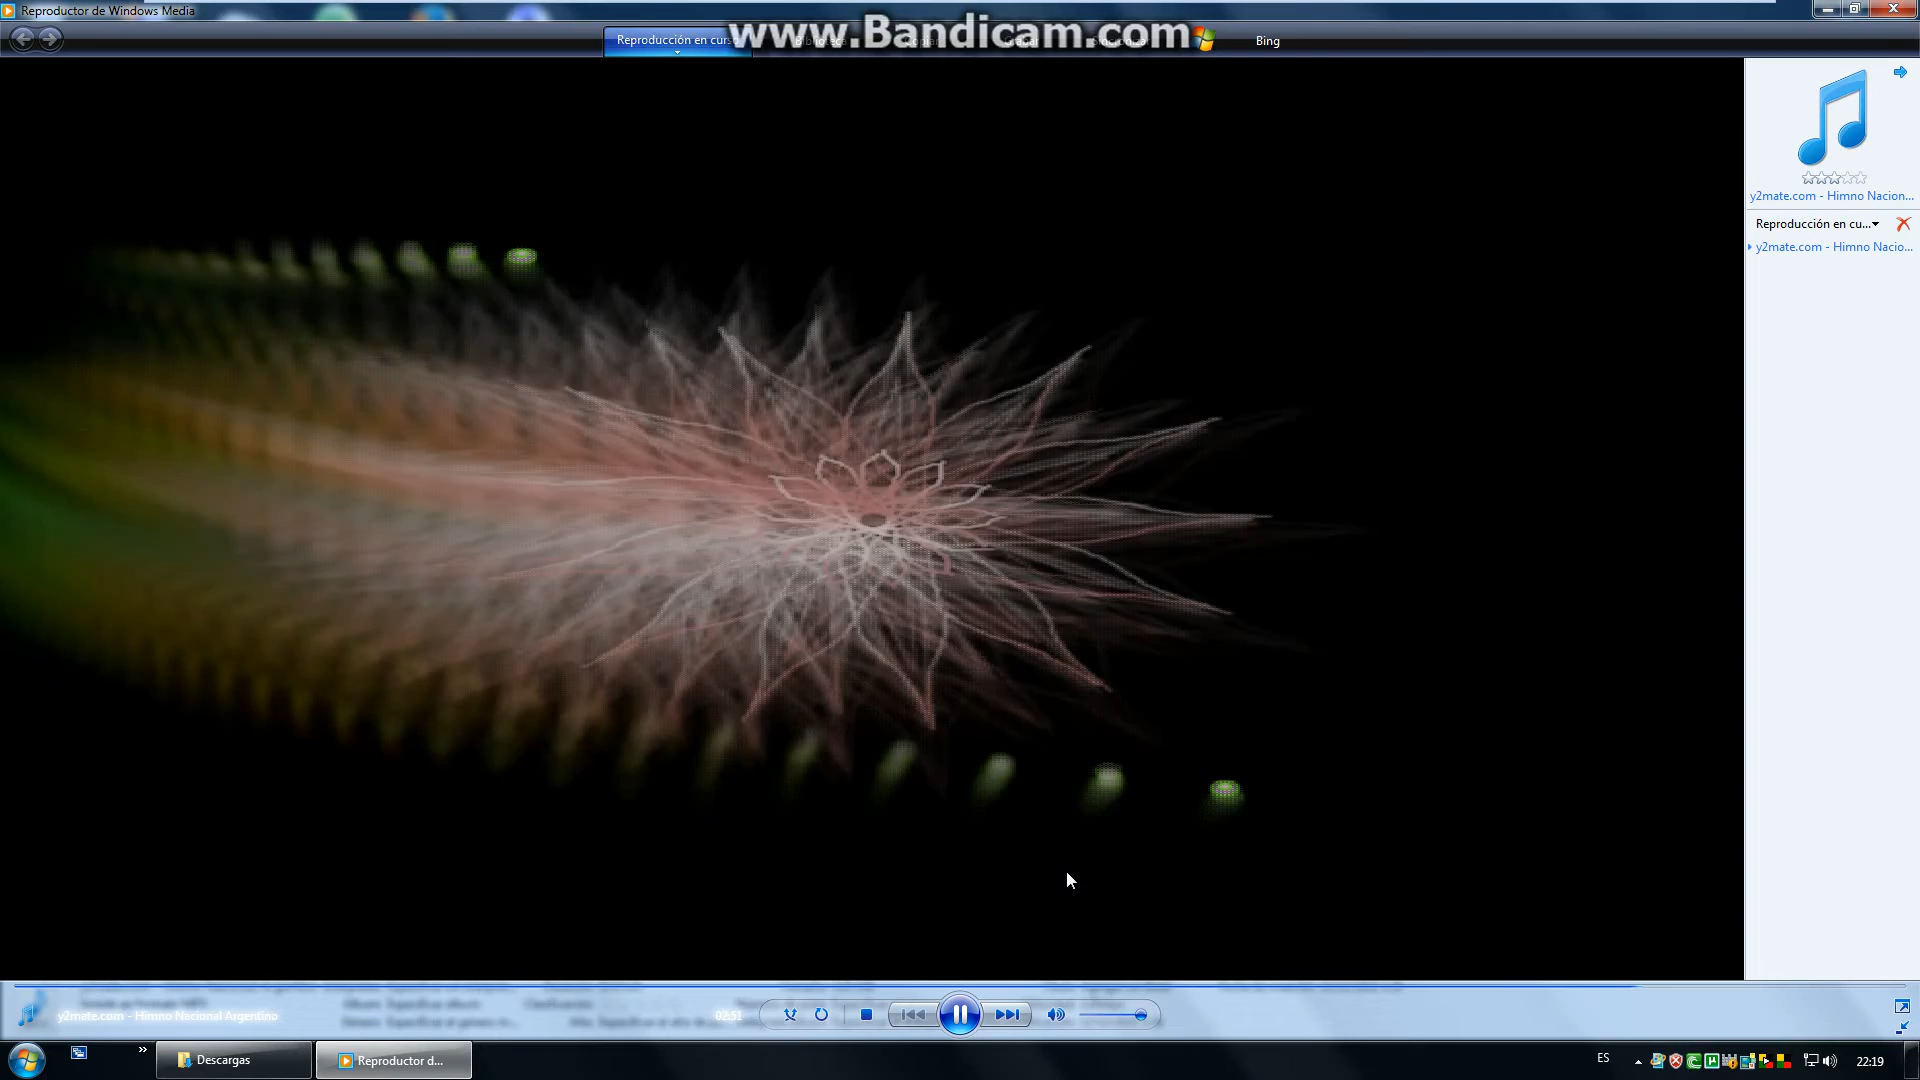 Reproductor de Windows Media
www.Bandicam.com
Reproducción en curso
Bing
y2mate.com - Himno Nacion...
Reproducción en cu...
y2mate.com - Himno Nacio...
y2mate.com - Himno Nacional Argentino
02:51
Descargas
Reproductor d...
ES
22:19